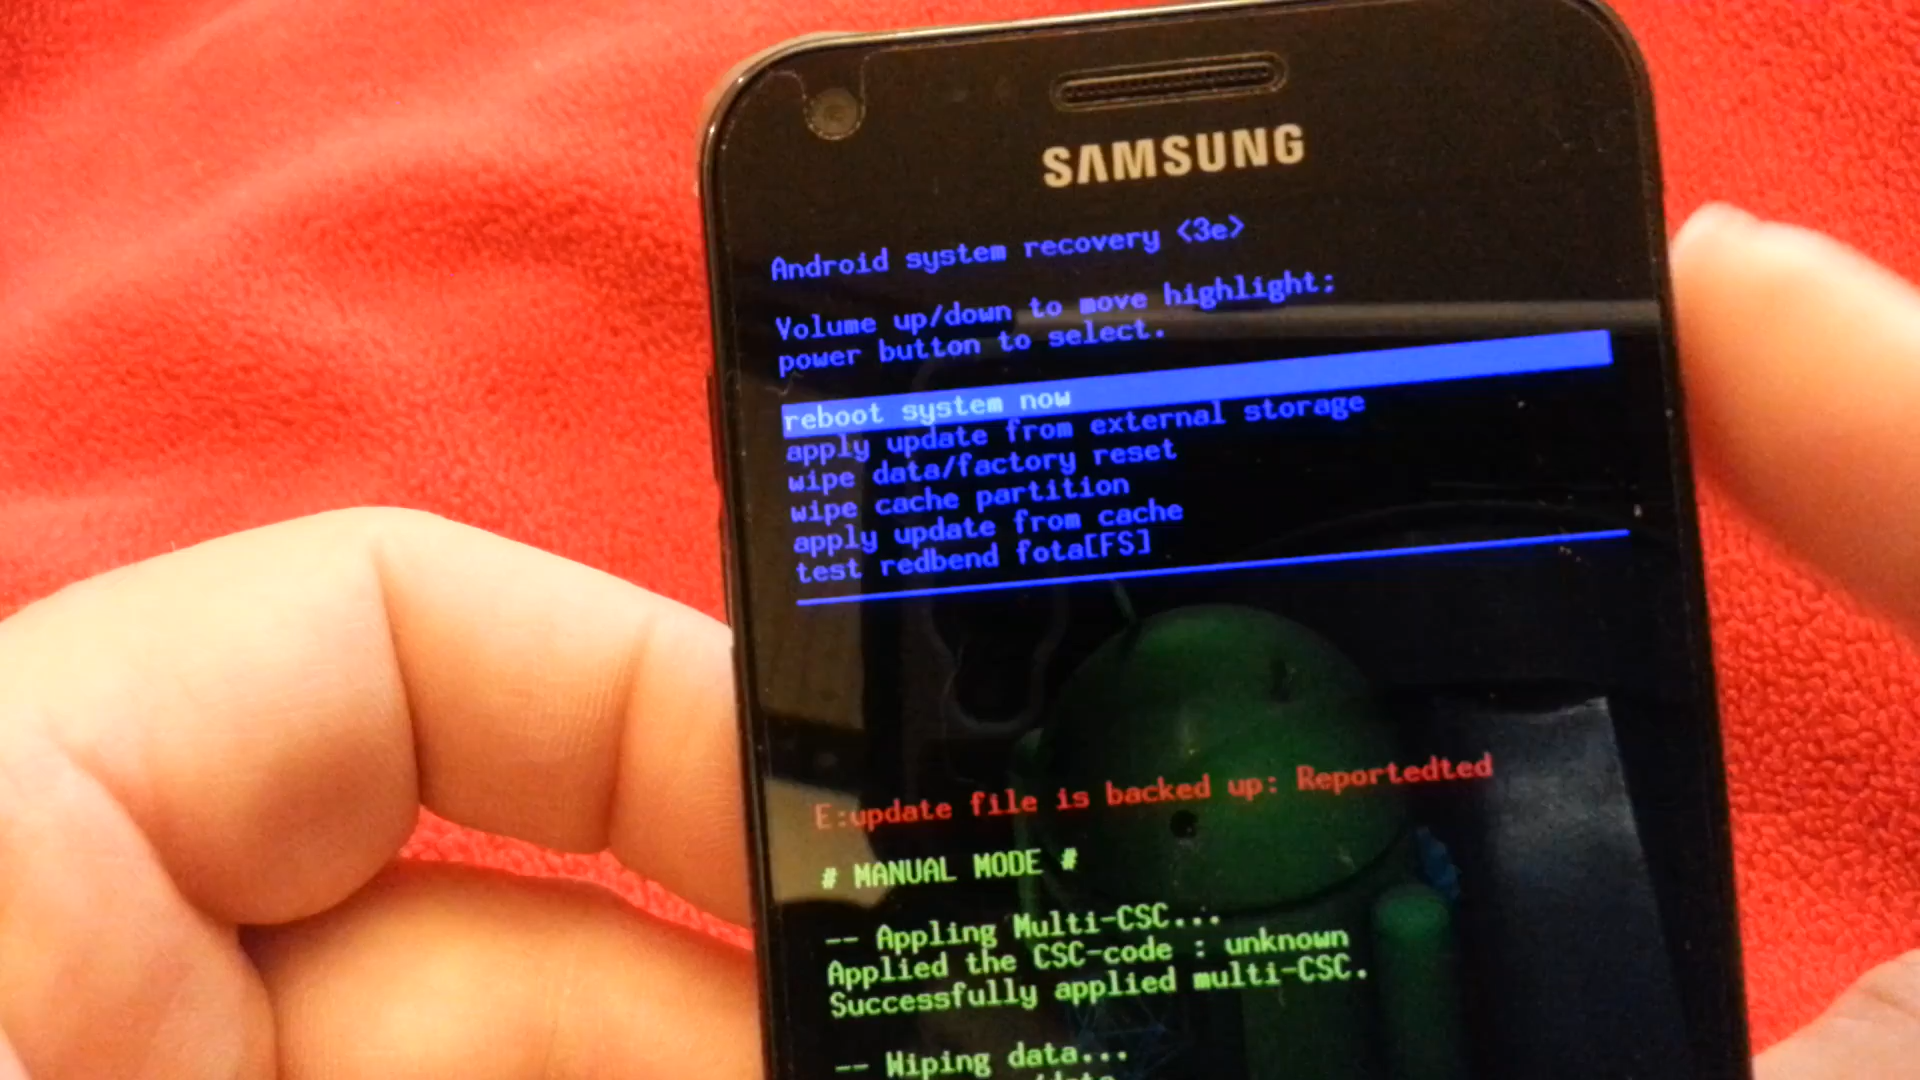 SAMSUNG
Android system recovery <3e>
Volume up/down to move highlight;
power button to select.
reboot system now
apply update from external storage
wipe data/factory reset
wipe cache partition
apply update from cache
test redbend fota[FS]
E:update file is backed up: Reportedted
# MANUAL MODE #
-- Appling Multi-CSC...
Applied the CSC-code : unknown
Successfully applied multi-CSC.
-- Wiping data...